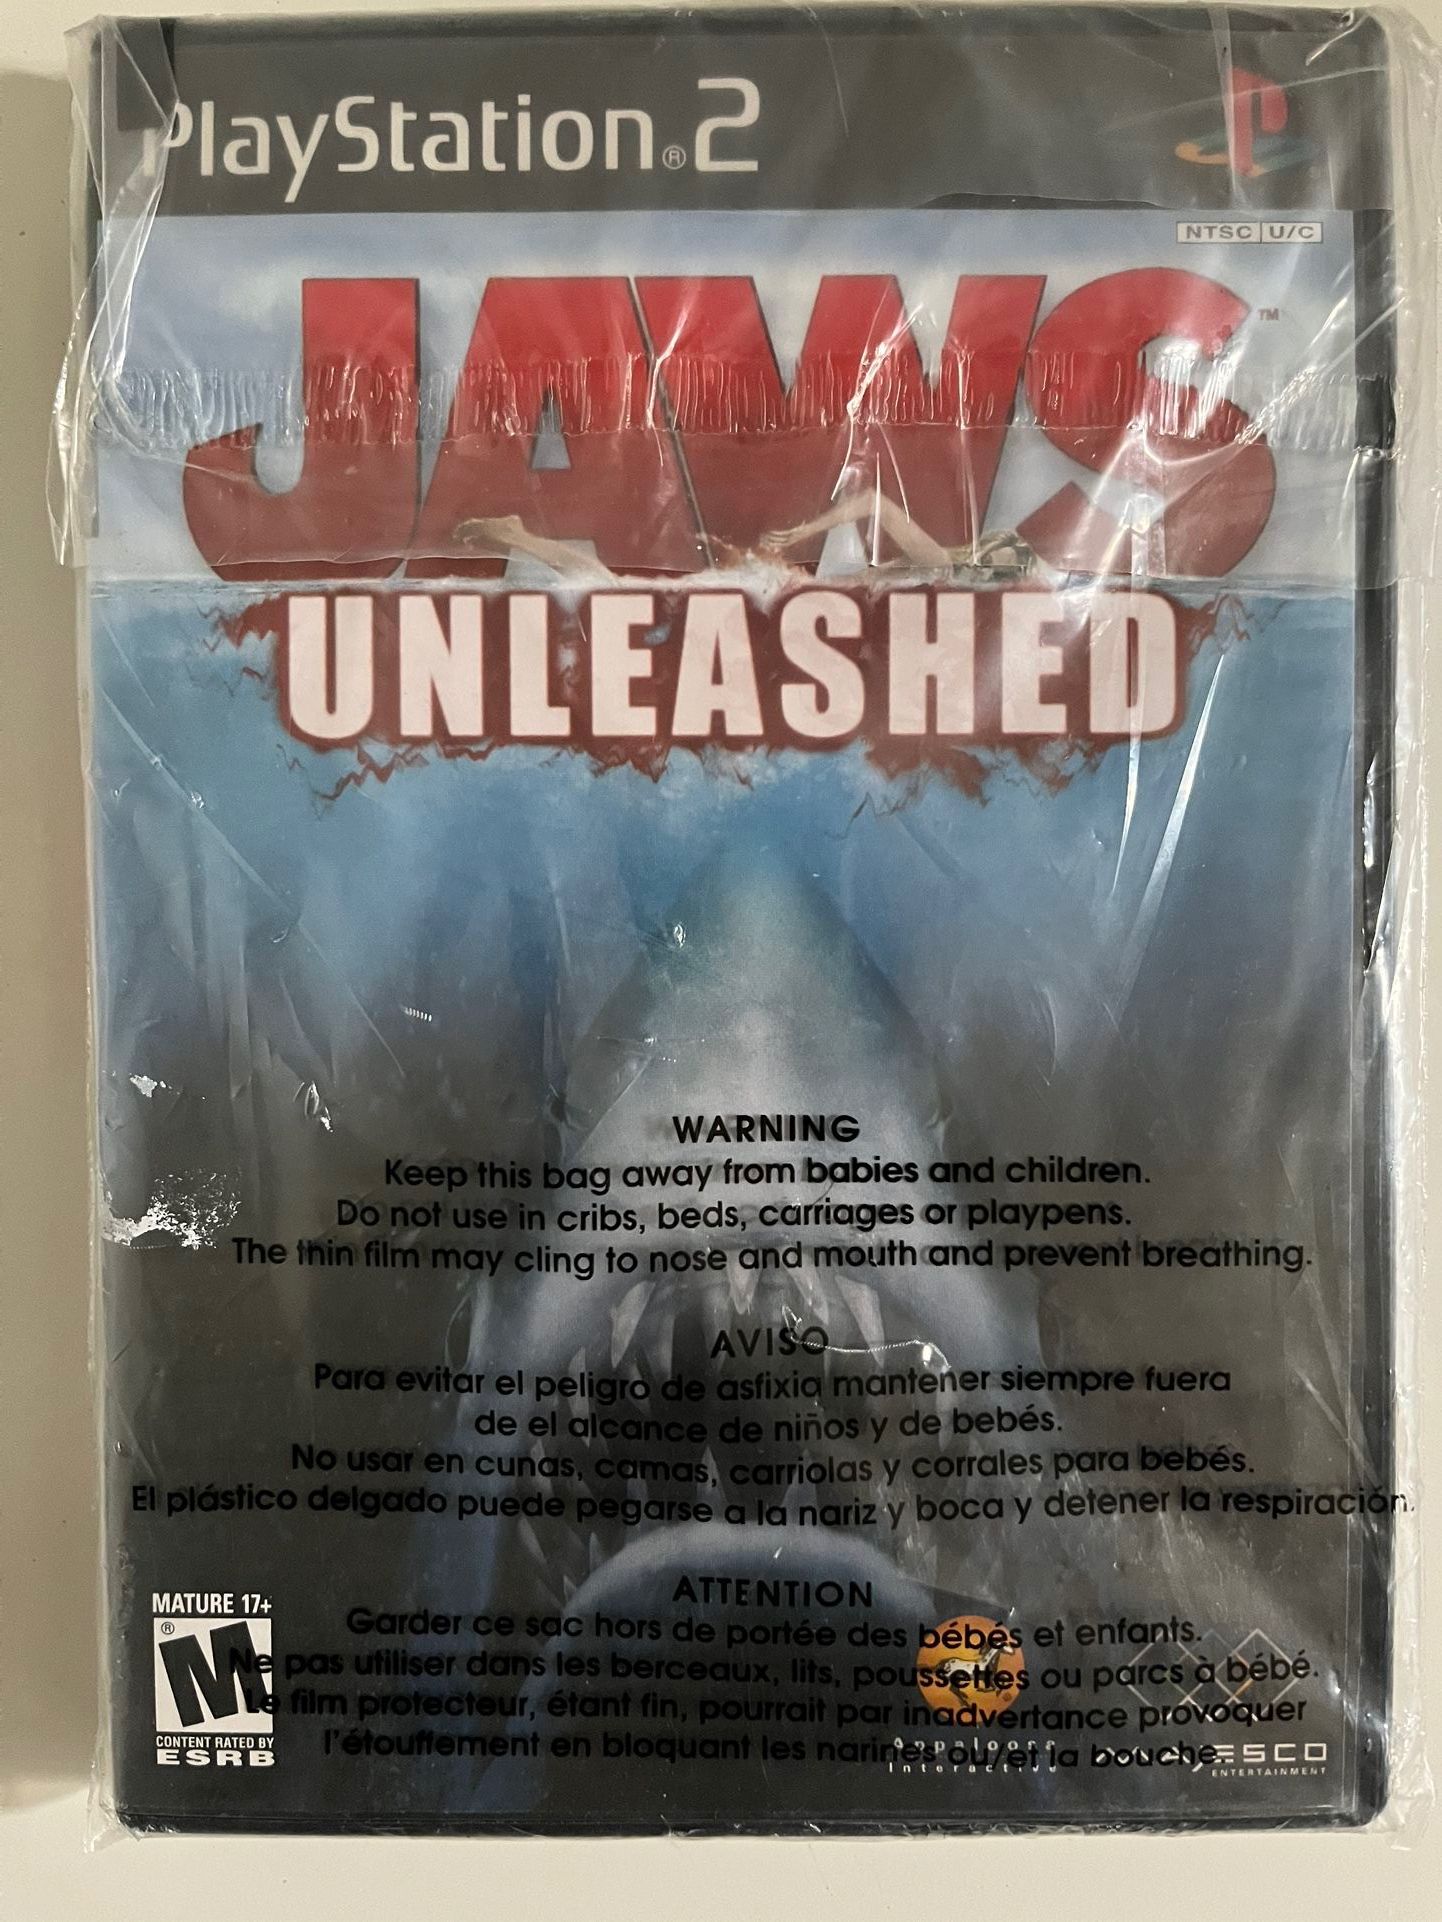 PlayStation®2
NTSC U/C
JAWS™
UNLEASHED
WARNING
Keep this bag away from babies and children.
Do not use in cribs, beds, carriages or playpens.
The thin film may cling to nose and mouth and prevent breathing.
AVISO
Para evitar el peligro de asfixia mantener siempre fuera
de el alcance de niños y de bebés.
No usar en cunas, camas, carriolas y corrales para bebés.
El plástico delgado puede pegarse a la nariz y boca y detener la respiración.
ATTENTION
Garder ce sac hors de portée des bébés et enfants.
Ne pas utiliser dans les berceaux, lits, poussettes ou parcs à bébé.
Le film protecteur, étant fin, pourrait par inadvertance provoquer
l'étouffement en bloquant les narines ou/et la bouche.
MATURE 17+
M®
CONTENT RATED BY
ESRB
Appaloosa
Interactive
MAJESCO
ENTERTAINMENT